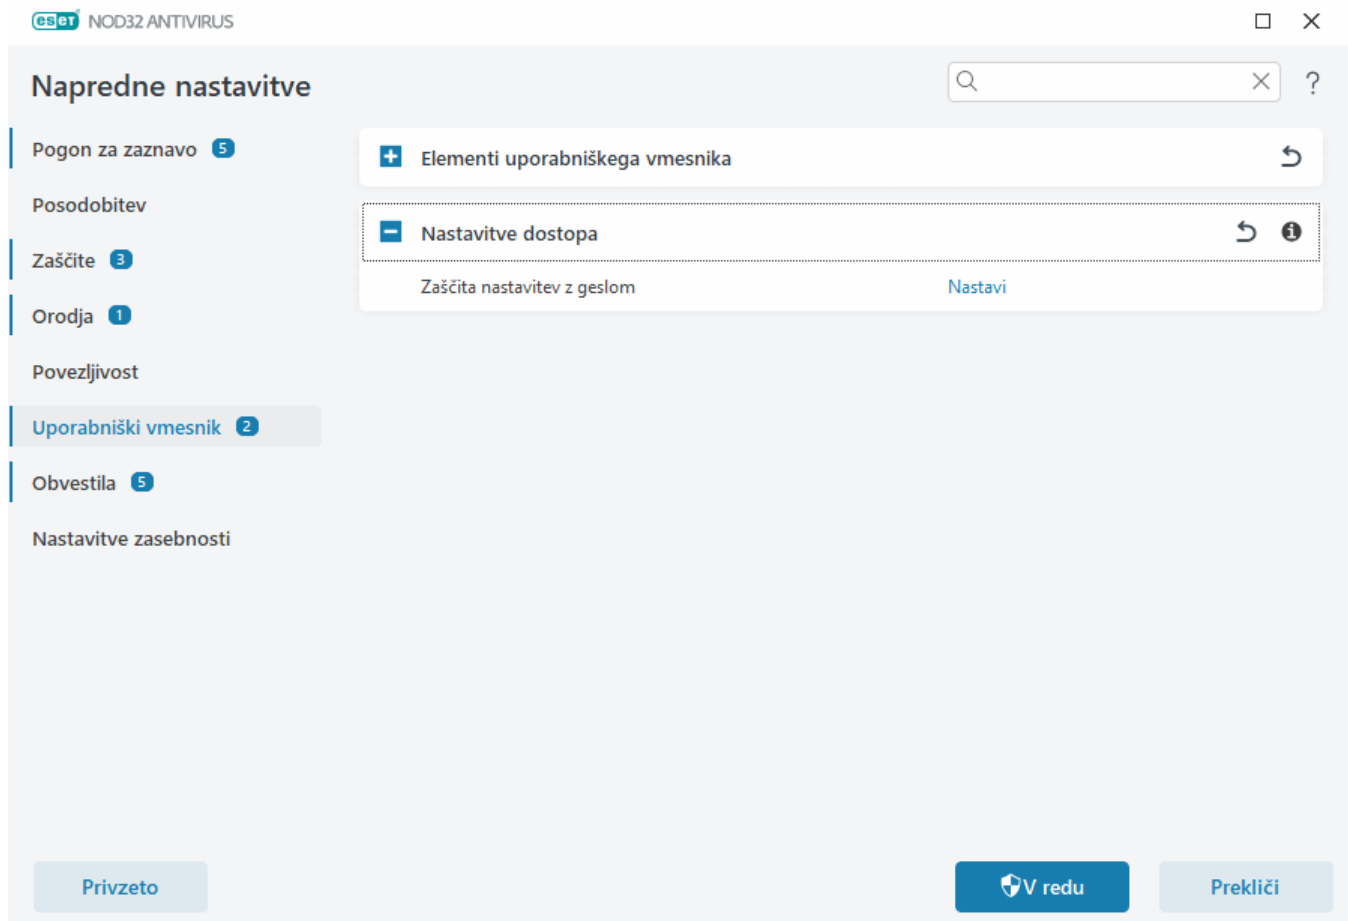 eset NOD32 ANTIVIRUS
Napredne nastavitve
?
Pogon za zaznavo 5
Elementi uporabniškega vmesnika
Posodobitev
Nastavitve dostopa
Zaščite 3
Zaščita nastavitev z geslom Nastavi
Orodja 1
Povezljivost
Uporabniški vmesnik 2
Obvestila 5
Nastavitve zasebnosti
Privzeto V redu Prekliči